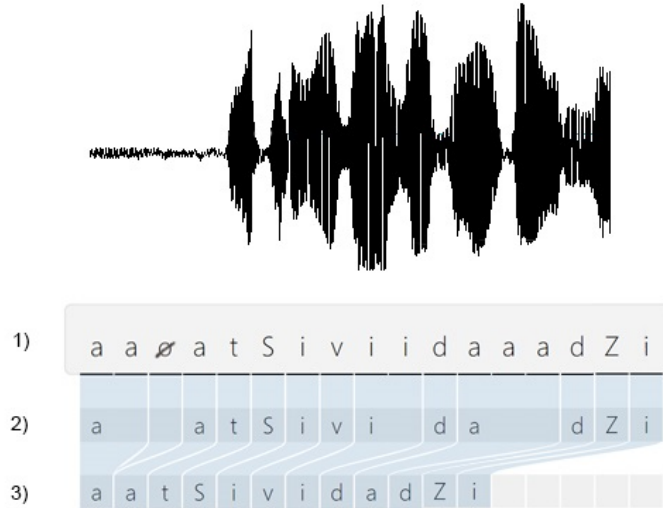 1) a a ø a t S i v i i d a a a d Z i
2) a a t S i v i d a d Z i
3) a a t S i v i d a d Z i